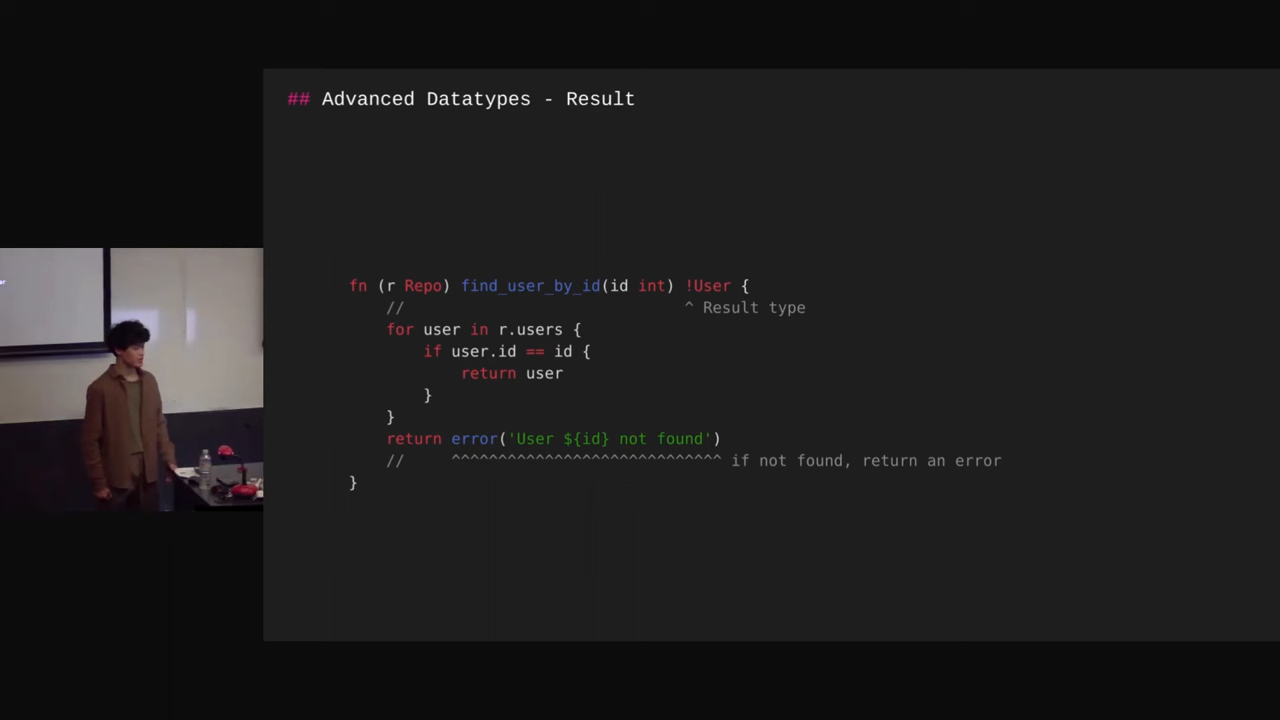 ## Advanced Datatypes - Result
fn (r Repo) find_user_by_id(id int) !User {
    //                              ^ Result type
    for user in r.users {
        if user.id == id {
            return user
        }
    }
    return error('User ${id} not found')
    //     ^^^^^^^^^^^^^^^^^^^^^^^^^^^^^ if not found, return an error
}